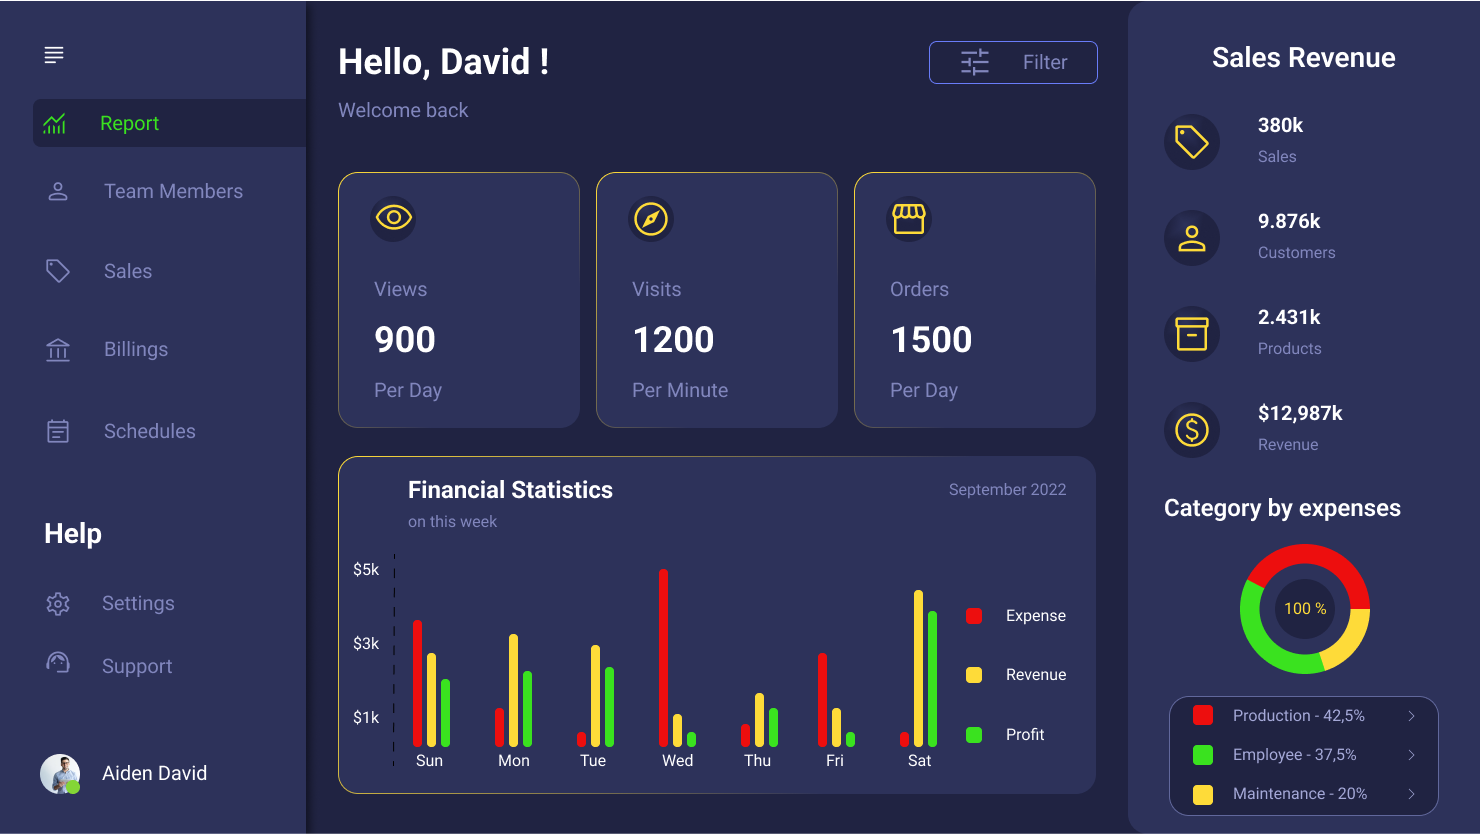 Report
Team Members
Sales
Billings
Schedules
Help
Settings
Support
Aiden David
Hello, David !
Welcome back
Filter
Views
900
Per Day
Visits
1200
Per Minute
Orders
1500
Per Day
Financial Statistics
September 2022
on this week
$5k
$3k
$1k
Sun Mon Tue Wed Thu Fri Sat
Expense
Revenue
Profit
Sales Revenue
380k
Sales
9.876k
Customers
2.431k
Products
$12,987k
Revenue
Category by expenses
100 %
Production - 42,5%
Employee - 37,5%
Maintenance - 20%